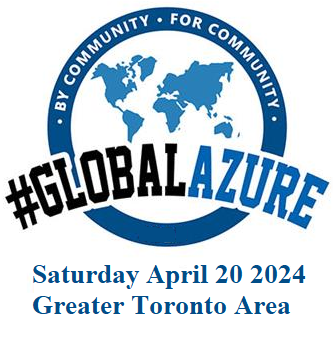 · BY COMMUNITY · FOR COMMUNITY ·
#GLOBALAZURE
Saturday April 20 2024
Greater Toronto Area